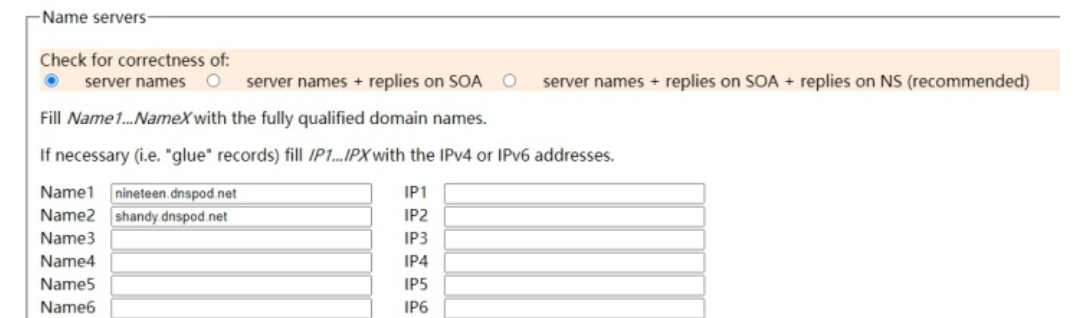 Name servers
Check for correctness of:
server names server names + replies on SOA server names + replies on SOA + replies on NS (recommended)
Fill Name1...NameX with the fully qualified domain names.
If necessary (i.e. "glue" records) fill IP1...IPX with the IPv4 or IPv6 addresses.
Name1 nineteen.dnspod.net IP1
Name2 shandy.dnspod.net IP2
Name3 IP3
Name4 IP4
Name5 IP5
Name6 IP6